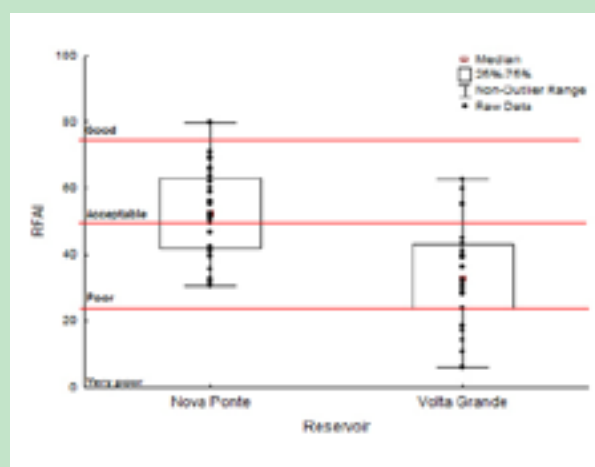 100
80
60
40
20
0
RFAI
Good
Acceptable
Poor
Very poor
Median
25%-75%
Non-Outlier Range
Raw Data
Nova Ponte
Volta Grande
Reservoir